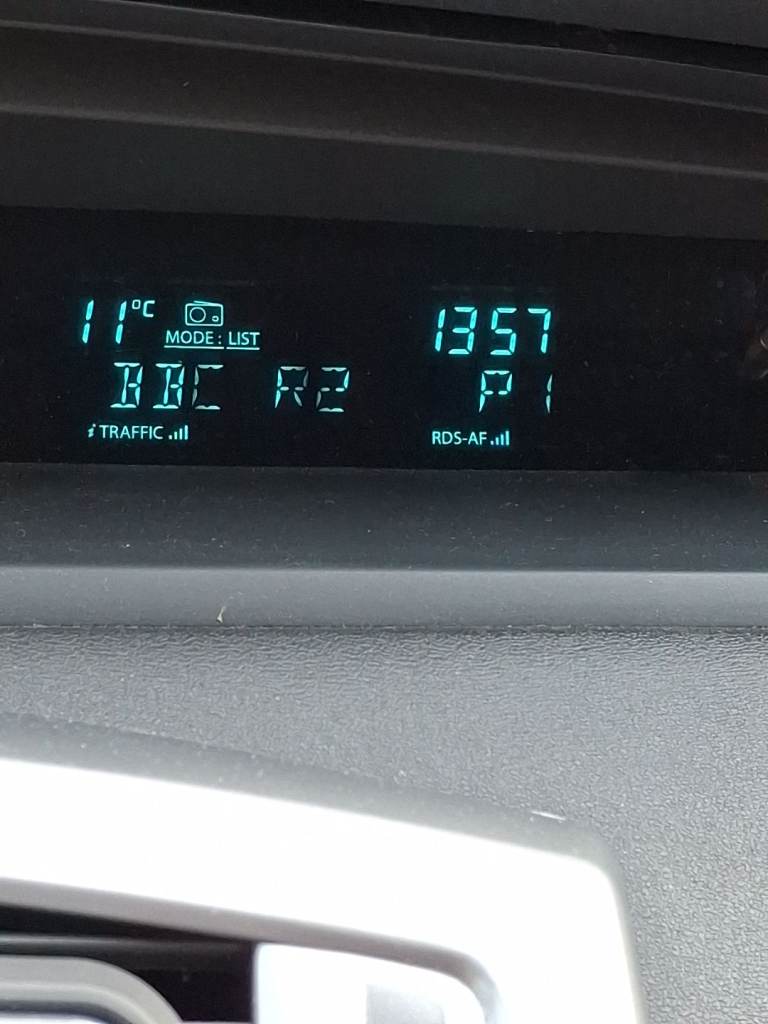 11°C
MODE : LIST
1357
BBC R2
P1
i TRAFFIC
RDS-AF